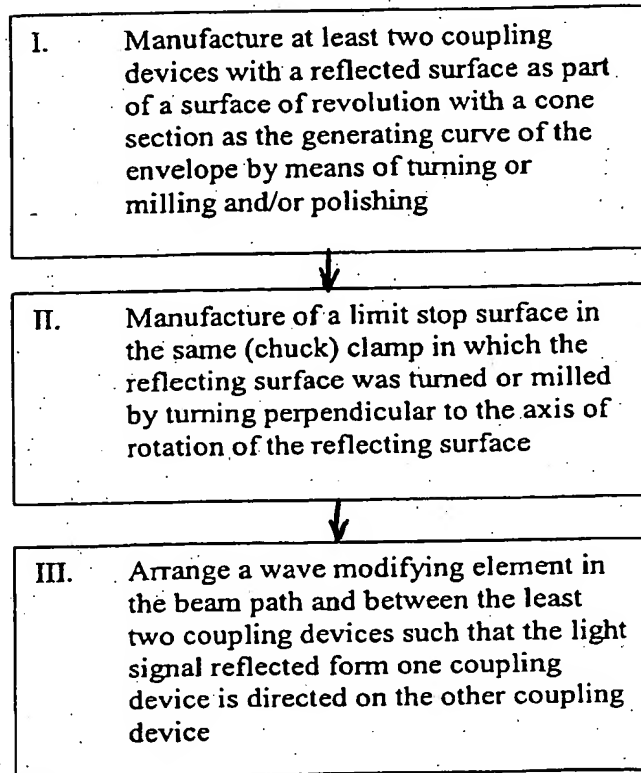 I. Manufacture at least two coupling
devices with a reflected surface as part
of a surface of revolution with a cone
section as the generating curve of the
envelope by means of turning or
milling and/or polishing
II. Manufacture of a limit stop surface in
the same (chuck) clamp in which the
reflecting surface was turned or milled
by turning perpendicular to the axis of
rotation of the reflecting surface
III. Arrange a wave modifying element in
the beam path and between the least
two coupling devices such that the light
signal reflected form one coupling
device is directed on the other coupling
device